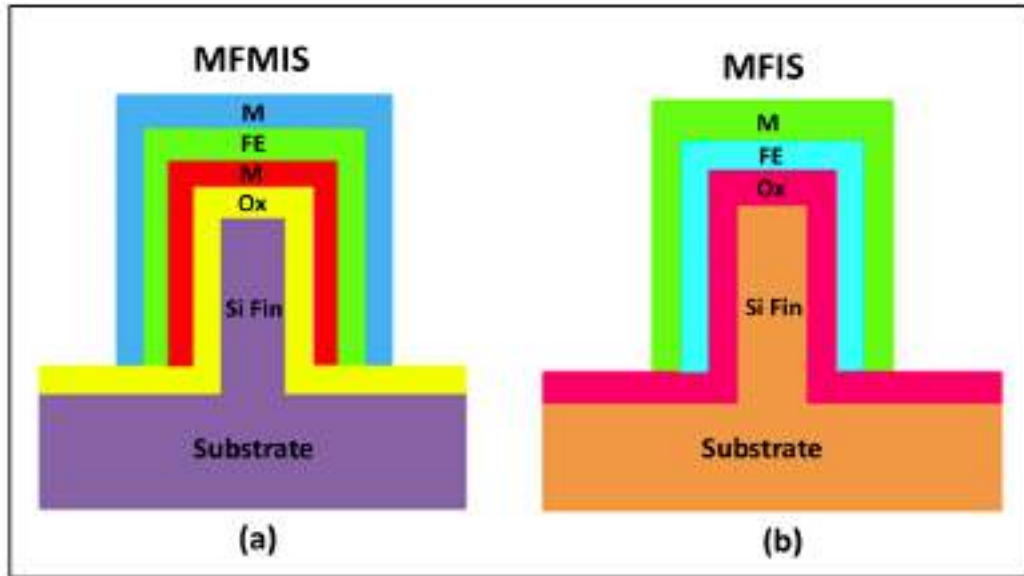 MFMIS
M
FE
M
Ox
Si Fin
Substrate
(a)
MFIS
M
FE
Ox
Si Fin
Substrate
(b)